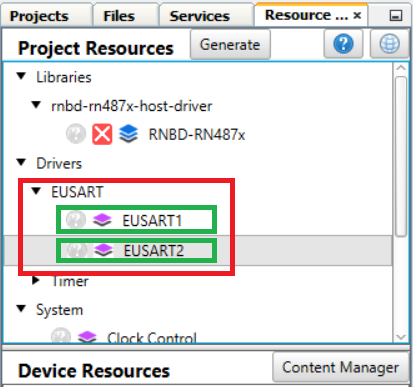 Projects Files Services Resource ... ×
Project Resources Generate ?
Libraries
rnbd-rn487x-host-driver
? RNBD-RN487x
Drivers
EUSART
? EUSART1
? EUSART2
Timer
System
? Clock Control
Device Resources Content Manager